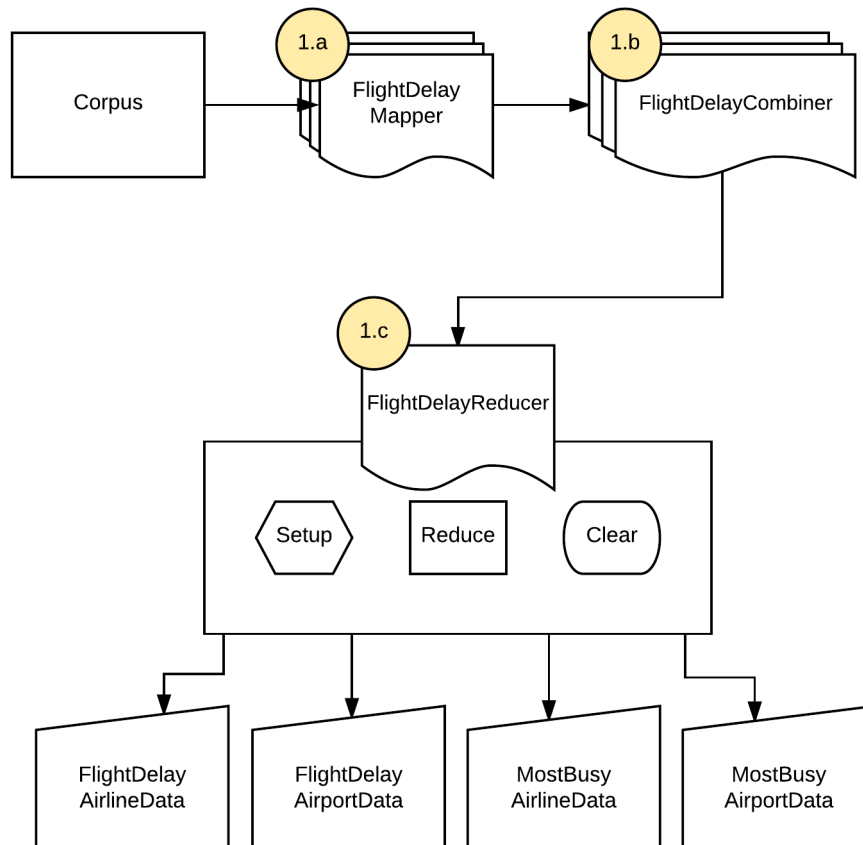 1.a
1.b
Corpus
FlightDelay
Mapper
FlightDelayCombiner
1.c
FlightDelayReducer
Setup
Reduce
Clear
FlightDelay
AirlineData
FlightDelay
AirportData
MostBusy
AirlineData
MostBusy
AirportData